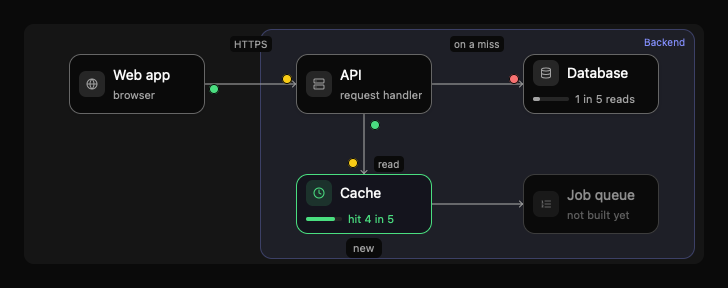 HTTPS
on a miss
Backend
Web app
browser
API
request handler
Database
1 in 5 reads
read
Cache
hit 4 in 5
new
Job queue
not built yet